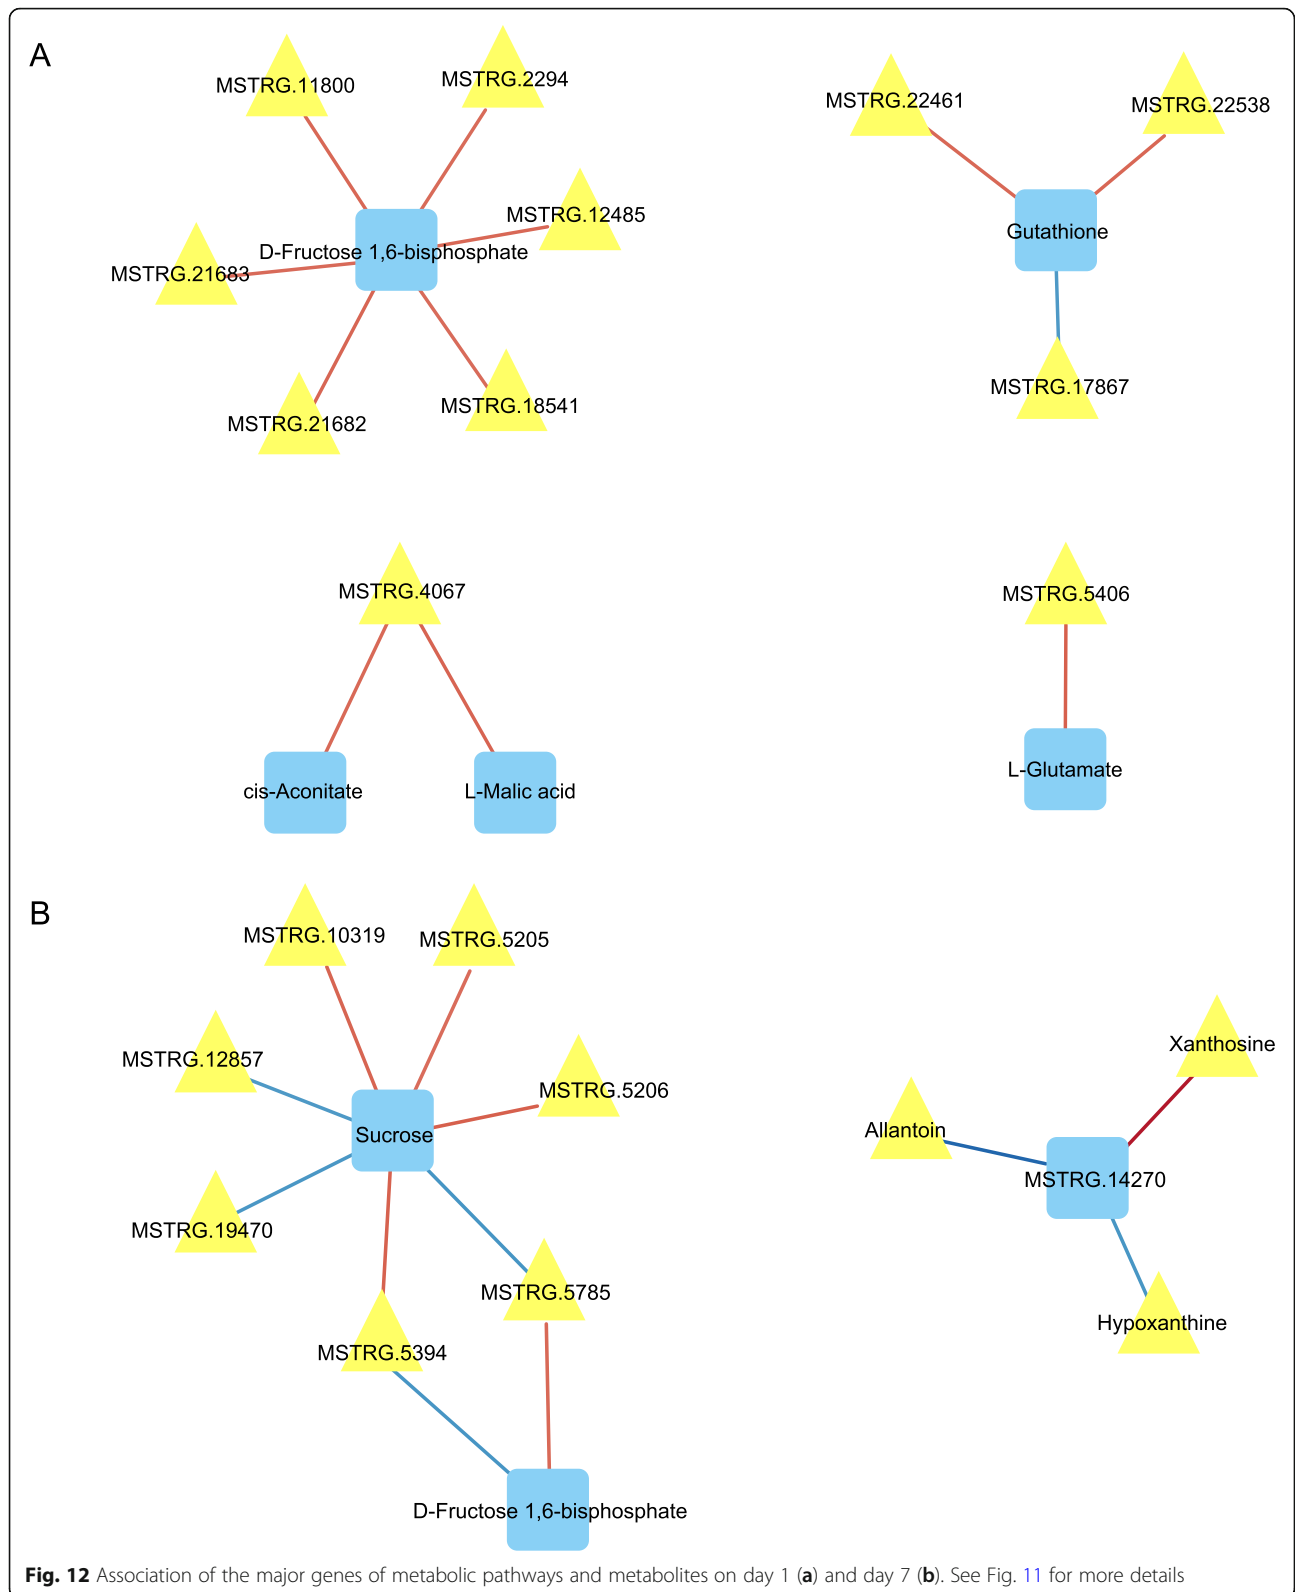 A
MSTRG.11800
MSTRG.2294
MSTRG.22461
MSTRG.22538
MSTRG.12485
D-Fructose 1,6-bisphosphate
Gutathione
MSTRG.21683
MSTRG.17867
MSTRG.18541
MSTRG.21682
MSTRG.4067
MSTRG.5406
cis-Aconitate
L-Malic acid
L-Glutamate
B
MSTRG.10319
MSTRG.5205
MSTRG.12857
MSTRG.5206
Sucrose
MSTRG.19470
MSTRG.5785
MSTRG.5394
D-Fructose 1,6-bisphosphate
Xanthosine
Allantoin
MSTRG.14270
Hypoxanthine
Fig. 12 Association of the major genes of metabolic pathways and metabolites on day 1 (a) and day 7 (b). See Fig. 11 for more details